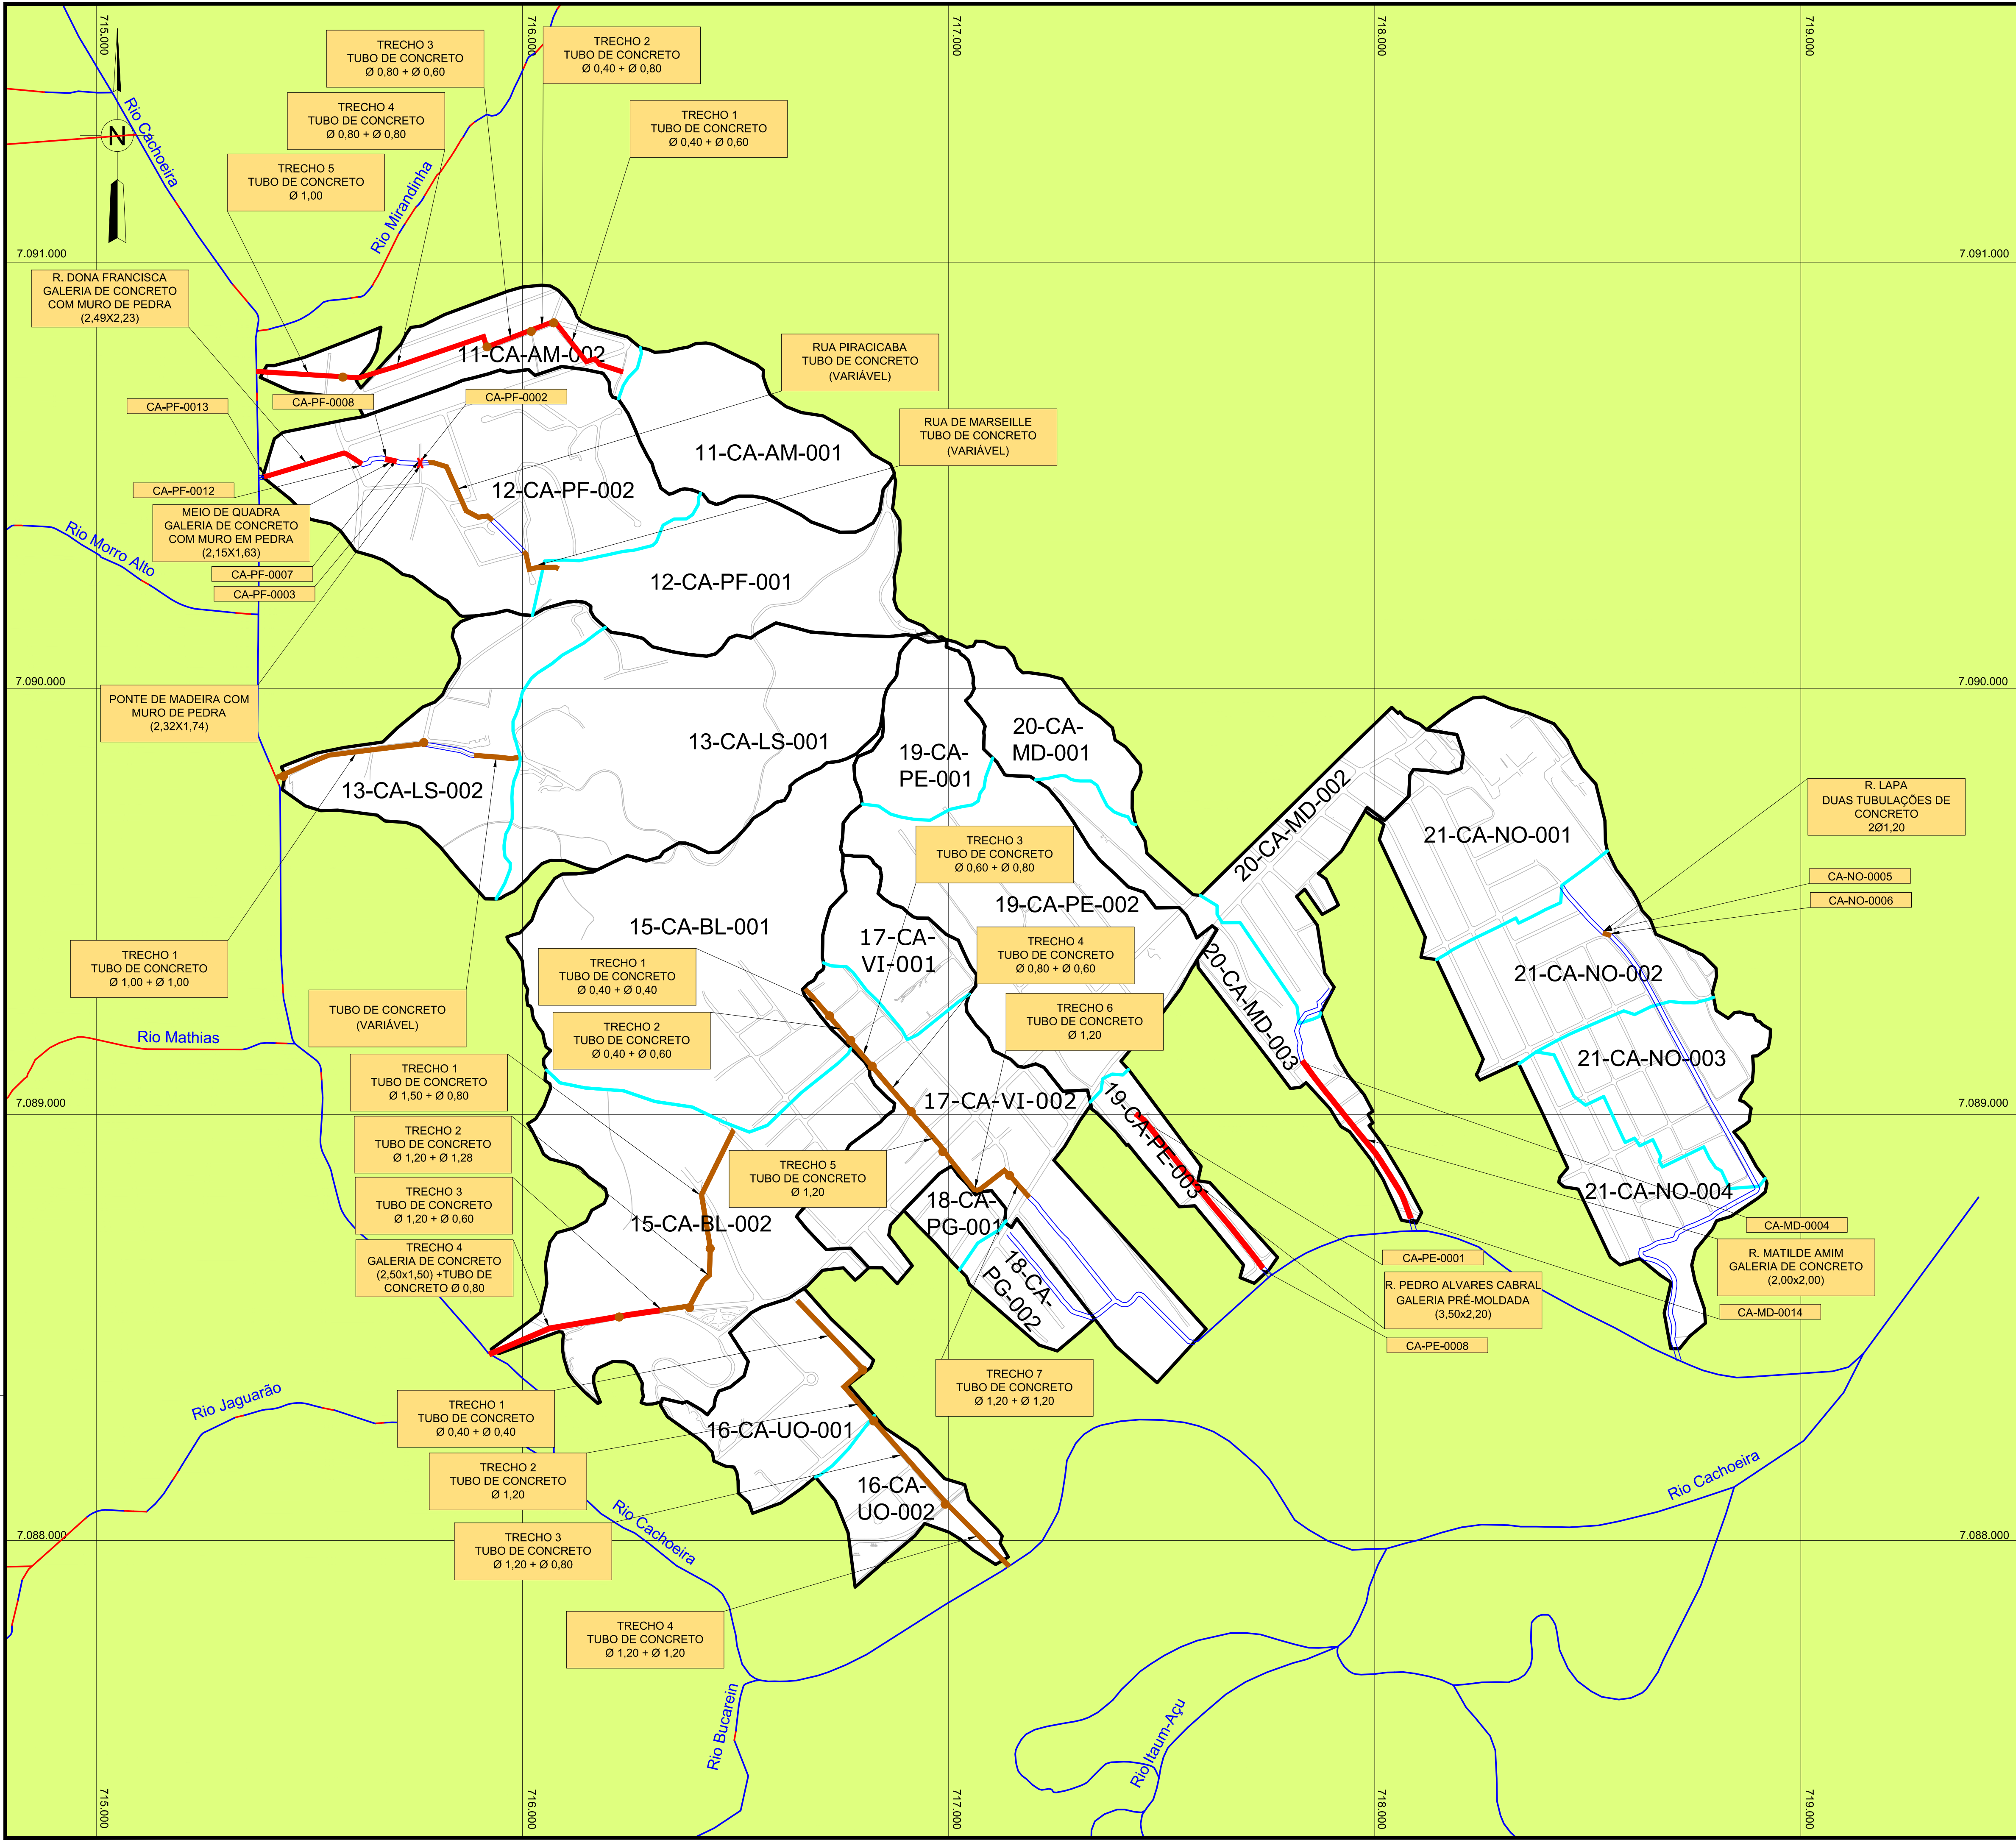 715.000
716.000
717.000
718.000
719.000
TRECHO 3
TUBO DE CONCRETO
Ø 0,80 + Ø 0,60
TRECHO 2
TUBO DE CONCRETO
Ø 0,40 + Ø 0,80
TRECHO 4
TUBO DE CONCRETO
Ø 0,80 + Ø 0,80
TRECHO 1
TUBO DE CONCRETO
Ø 0,40 + Ø 0,60
N
Rio Cachoeira
TRECHO 5
TUBO DE CONCRETO
Ø 1,00
Rio Mirandinha
7.091.000
7.091.000
R. DONA FRANCISCA
GALERIA DE CONCRETO
COM MURO DE PEDRA
(2,49X2,23)
11-CA-AM-002
RUA PIRACICABA
TUBO DE CONCRETO
(VARIÁVEL)
CA-PF-0013
CA-PF-0008
CA-PF-0002
RUA DE MARSEILLE
TUBO DE CONCRETO
(VARIÁVEL)
11-CA-AM-001
CA-PF-0012
12-CA-PF-002
MEIO DE QUADRA
GALERIA DE CONCRETO
COM MURO EM PEDRA
(2,15X1,63)
Rio Morro Alto
CA-PF-0007
CA-PF-0003
12-CA-PF-001
7.090.000
7.090.000
PONTE DE MADEIRA COM
MURO DE PEDRA
(2,32X1,74)
13-CA-LS-001
13-CA-LS-002
19-CA-
PE-001
20-CA-
MD-001
20-CA-MD-002
21-CA-NO-001
R. LAPA
DUAS TUBULAÇÕES DE
CONCRETO
2Ø1,20
CA-NO-0005
CA-NO-0006
TRECHO 3
TUBO DE CONCRETO
Ø 0,60 + Ø 0,80
19-CA-PE-002
15-CA-BL-001
17-CA-
VI-001
TRECHO 4
TUBO DE CONCRETO
Ø 0,80 + Ø 0,60
20-CA-MD-003
21-CA-NO-002
TRECHO 1
TUBO DE CONCRETO
Ø 1,00 + Ø 1,00
TRECHO 1
TUBO DE CONCRETO
Ø 0,40 + Ø 0,40
TUBO DE CONCRETO
(VARIÁVEL)
TRECHO 6
TUBO DE CONCRETO
Ø 1,20
TRECHO 2
TUBO DE CONCRETO
Ø 0,40 + Ø 0,60
Rio Mathias
21-CA-NO-003
TRECHO 1
TUBO DE CONCRETO
Ø 1,50 + Ø 0,80
17-CA-VI-002
19-CA-PE-003
7.089.000
7.089.000
TRECHO 2
TUBO DE CONCRETO
Ø 1,20 + Ø 1,28
TRECHO 5
TUBO DE CONCRETO
Ø 1,20
TRECHO 3
TUBO DE CONCRETO
Ø 1,20 + Ø 0,60
18-CA-
PG-001
21-CA-NO-004
15-CA-BL-002
CA-MD-0004
TRECHO 4
GALERIA DE CONCRETO
(2,50x1,50) +TUBO DE
CONCRETO Ø 0,80
18-CA-
PG-002
CA-PE-0001
R. MATILDE AMIM
GALERIA DE CONCRETO
(2,00x2,00)
R. PEDRO ALVARES CABRAL
GALERIA PRÉ-MOLDADA
(3,50x2,20)
CA-MD-0014
CA-PE-0008
TRECHO 7
TUBO DE CONCRETO
Ø 1,20 + Ø 1,20
Rio Jaguarão
TRECHO 1
TUBO DE CONCRETO
Ø 0,40 + Ø 0,40
16-CA-UO-001
TRECHO 2
TUBO DE CONCRETO
Ø 1,20
16-CA-
UO-002
Rio Cachoeira
Rio Cachoeira
7.088.000
7.088.000
TRECHO 3
TUBO DE CONCRETO
Ø 1,20 + Ø 0,80
TRECHO 4
TUBO DE CONCRETO
Ø 1,20 + Ø 1,20
Rio Bucarein
Rio Itaum-Açu
715.000
716.000
717.000
718.000
719.000